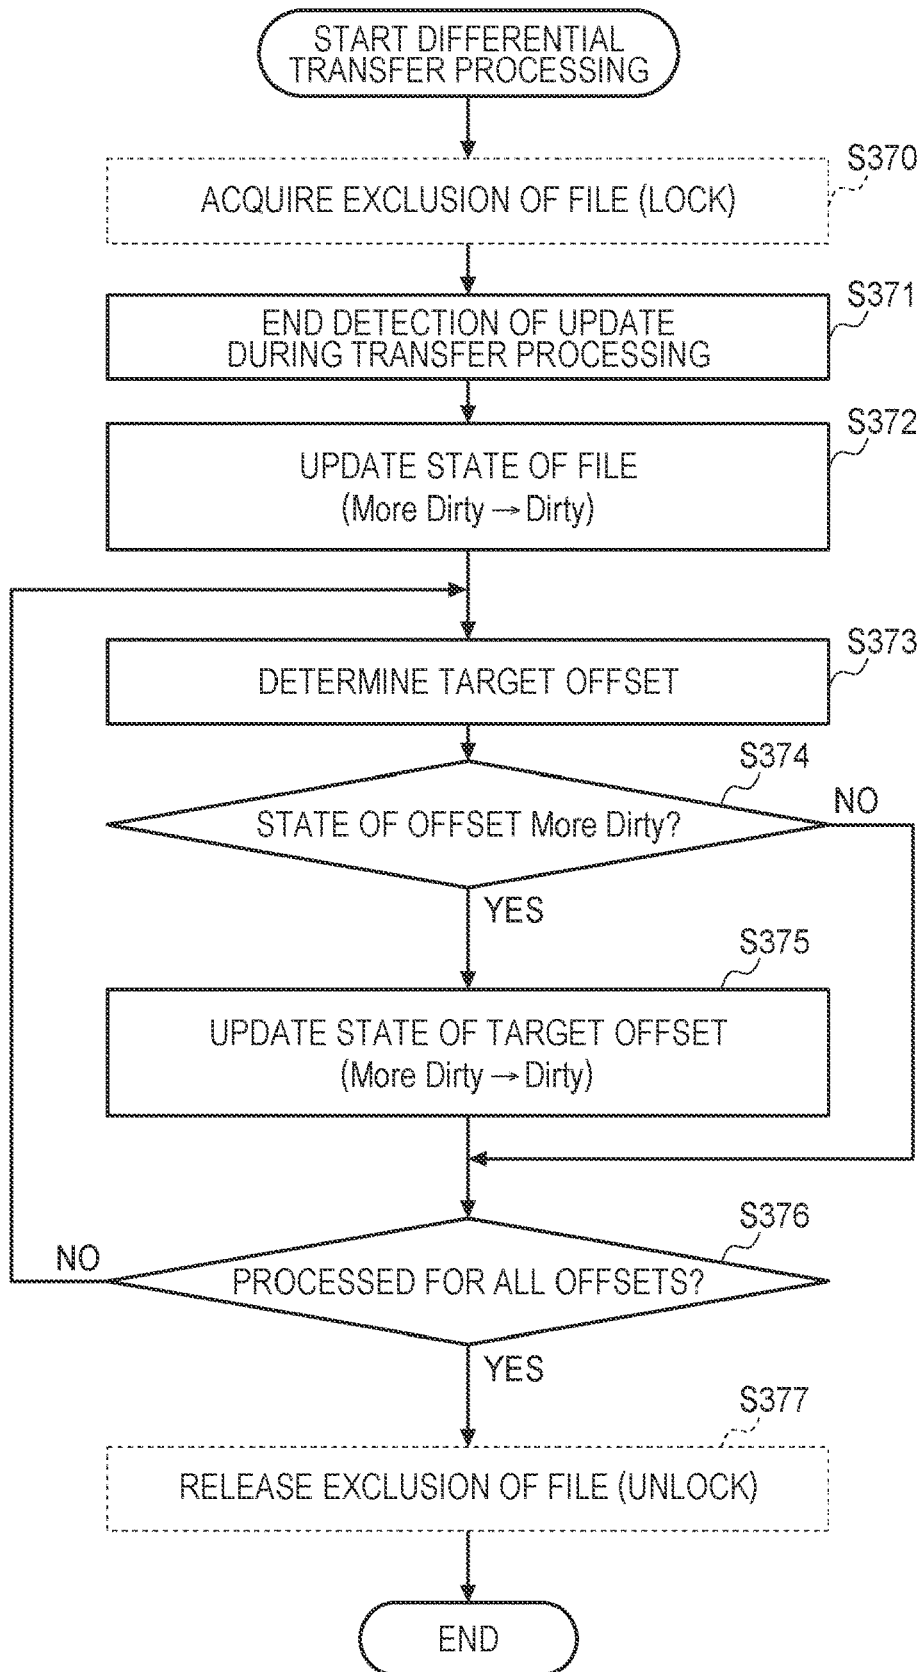 START DIFFERENTIAL
TRANSFER PROCESSING
S370
ACQUIRE EXCLUSION OF FILE (LOCK)
S371
END DETECTION OF UPDATE
DURING TRANSFER PROCESSING
S372
UPDATE STATE OF FILE
(More Dirty → Dirty)
S373
DETERMINE TARGET OFFSET
S374
STATE OF OFFSET More Dirty?
NO
YES
S375
UPDATE STATE OF TARGET OFFSET
(More Dirty → Dirty)
S376
NO
PROCESSED FOR ALL OFFSETS?
YES
S377
RELEASE EXCLUSION OF FILE (UNLOCK)
END